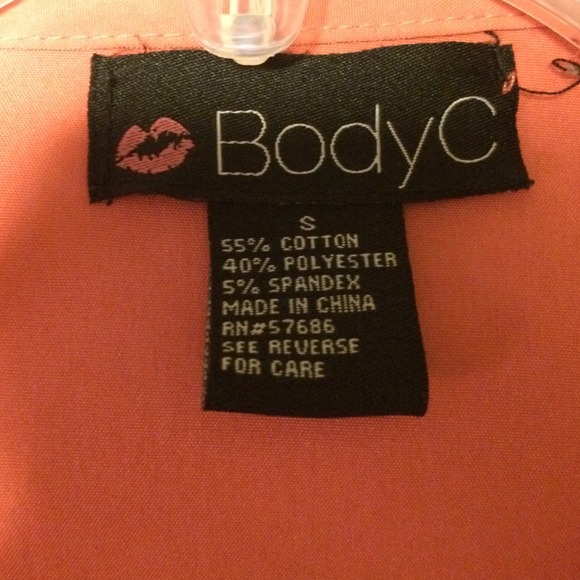 BodyC
S
55% COTTON
40% POLYESTER
5% SPANDEX
MADE IN CHINA
RN#57686
SEE REVERSE
FOR CARE